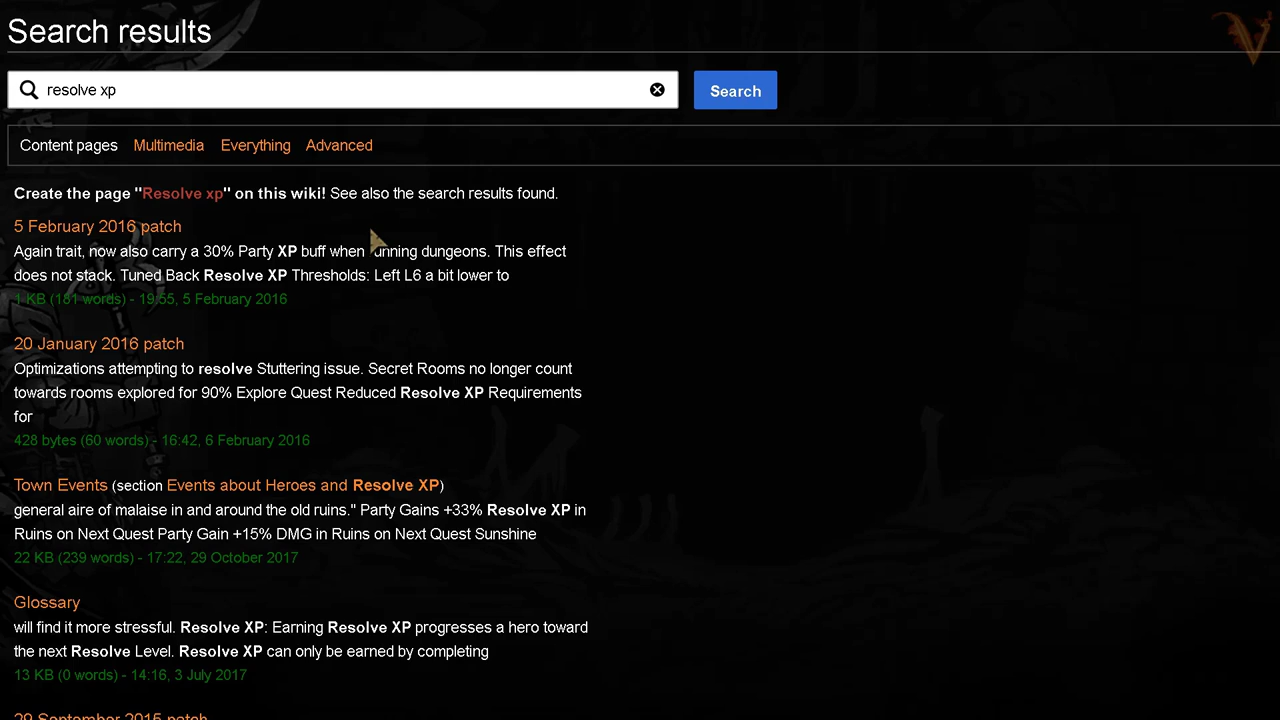 Search results
resolve xp
Search
Content pages Multimedia Everything Advanced
Create the page "Resolve xp" on this wiki! See also the search results found.
5 February 2016 patch
Again trait, now also carry a 30% Party XP buff when unning dungeons. This effect
does not stack. Tuned Back Resolve XP Thresholds: Left L6 a bit lower to
1 KB (181 words) - 19:55, 5 February 2016
20 January 2016 patch
Optimizations attempting to resolve Stuttering issue. Secret Rooms no longer count
towards rooms explored for 90% Explore Quest Reduced Resolve XP Requirements
for
428 bytes (60 words) - 16:42, 6 February 2016
Town Events (section Events about Heroes and Resolve XP)
general aire of malaise in and around the old ruins." Party Gains +33% Resolve XP in
Ruins on Next Quest Party Gain +15% DMG in Ruins on Next Quest Sunshine
22 KB (239 words) - 17:22, 29 October 2017
Glossary
will find it more stressful. Resolve XP: Earning Resolve XP progresses a hero toward
the next Resolve Level. Resolve XP can only be earned by completing
13 KB (0 words) - 14:16, 3 July 2017
29 September 2015 patch